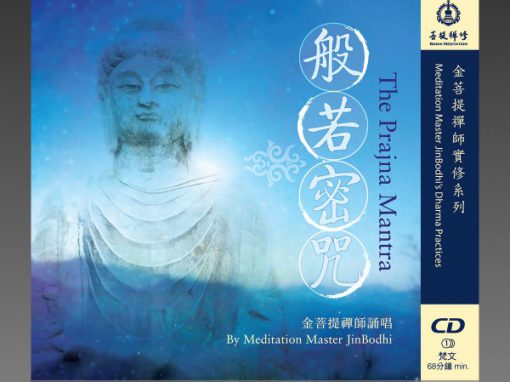 般若密咒
The Prajna Mantra
金菩提禪師誦唱
By Meditation Master JinBodhi
菩提禪修
BODHI MEDITATION
金菩提禪師實修系列
Meditation Master JinBodhi's Dharma Practices
CD
①
梵文
68分鐘 min.